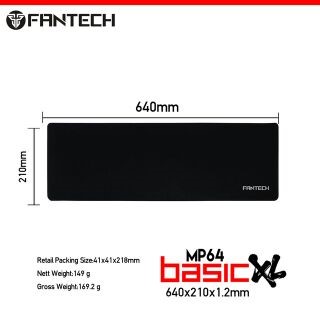 FANTECH
640mm
210mm
FANTECH
Retail Packing Size:41x41x218mm
Nett Weight:149 g
Gross Weight:169.2 g
MP64
basic XL
640x210x1.2mm